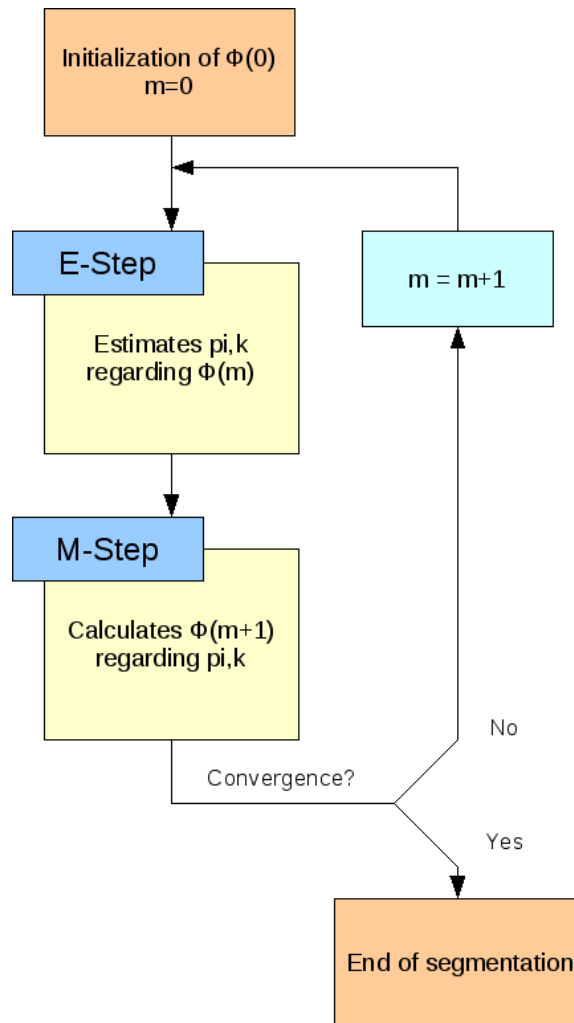 Initialization of Φ(0)
m=0
E-Step
m = m+1
Estimates pi,k
regarding Φ(m)
M-Step
Calculates Φ(m+1)
regarding pi,k
No
Convergence?
Yes
End of segmentation